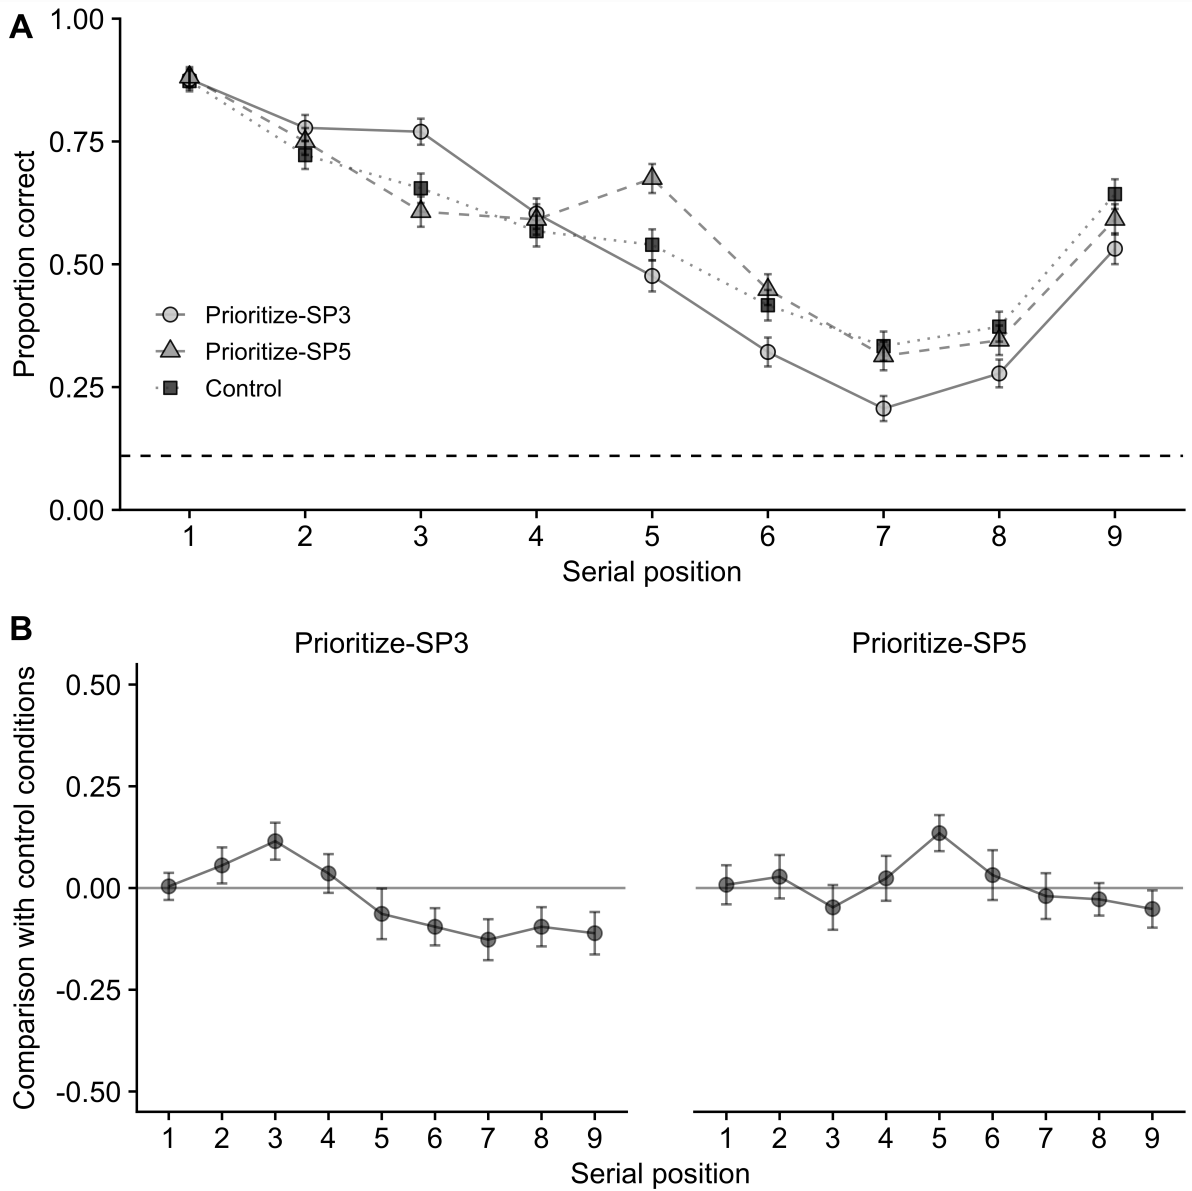 A
1.00
0.75
0.50
0.25
0.00
Proportion correct
Prioritize-SP3
Prioritize-SP5
Control
1 2 3 4 5 6 7 8 9
Serial position
B
Prioritize-SP3 Prioritize-SP5
Comparison with control conditions
0.50
0.25
0.00
-0.25
-0.50
1 2 3 4 5 6 7 8 9 1 2 3 4 5 6 7 8 9
Serial position